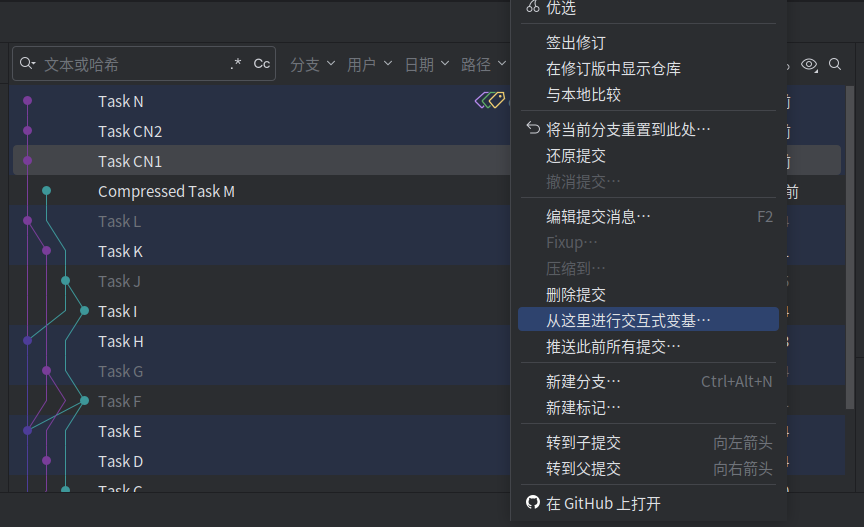 优选
签出修订
在修订版中显示仓库
与本地比较
将当前分支重置到此处…
还原提交
撤消提交…
编辑提交消息… F2
Fixup…
压缩到…
删除提交
从这里进行交互式变基…
推送此前所有提交…
新建分支… Ctrl+Alt+N
新建标记…
转到子提交 向左箭头
转到父提交 向右箭头
在 GitHub 上打开
文本或哈希 .* Cc 分支 用户 日期 路径
Task N 前
Task CN2 前
Task CN1 前
Compressed Task M 前
Task L
Task K
Task J
Task I
Task H
Task G
Task F
Task E
Task D
Task C